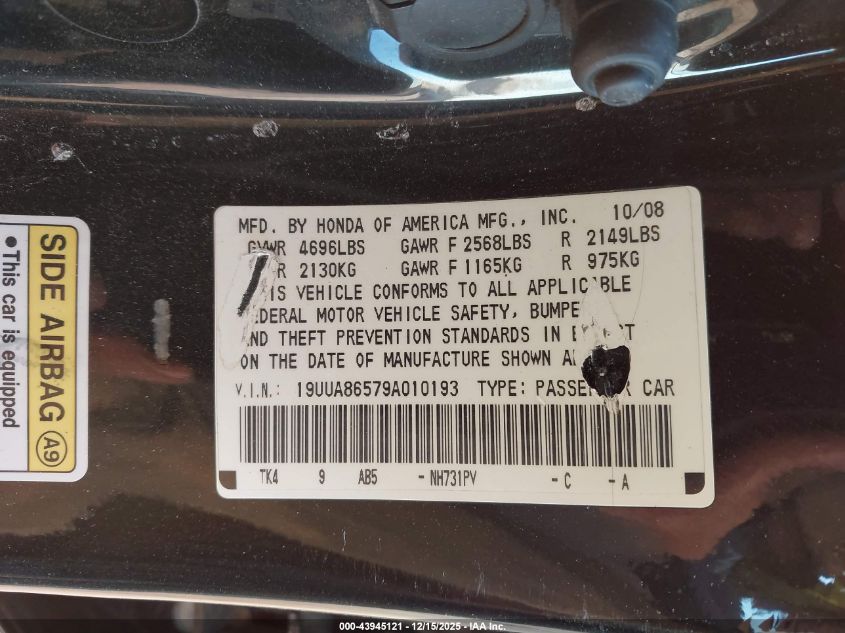 SIDE AIRBAG A9
•This car is equipped
MFD. BY HONDA OF AMERICA MFG., INC. 10/08
GVWR 4696LBS GAWR F 2568LBS R 2149LBS
R 2130KG GAWR F 1165KG R 975KG
IS VEHICLE CONFORMS TO ALL APPLICABLE
EDERAL MOTOR VEHICLE SAFETY, BUMPE
AND THEFT PREVENTION STANDARDS IN EFFECT
ON THE DATE OF MANUFACTURE SHOWN A
V.I.N.: 19UUA86579A010193 TYPE: PASSENGER CAR
TK4 9 AB5 -NH731PV -C -A
000-43945121 - 12/15/2025 - IAA Inc.